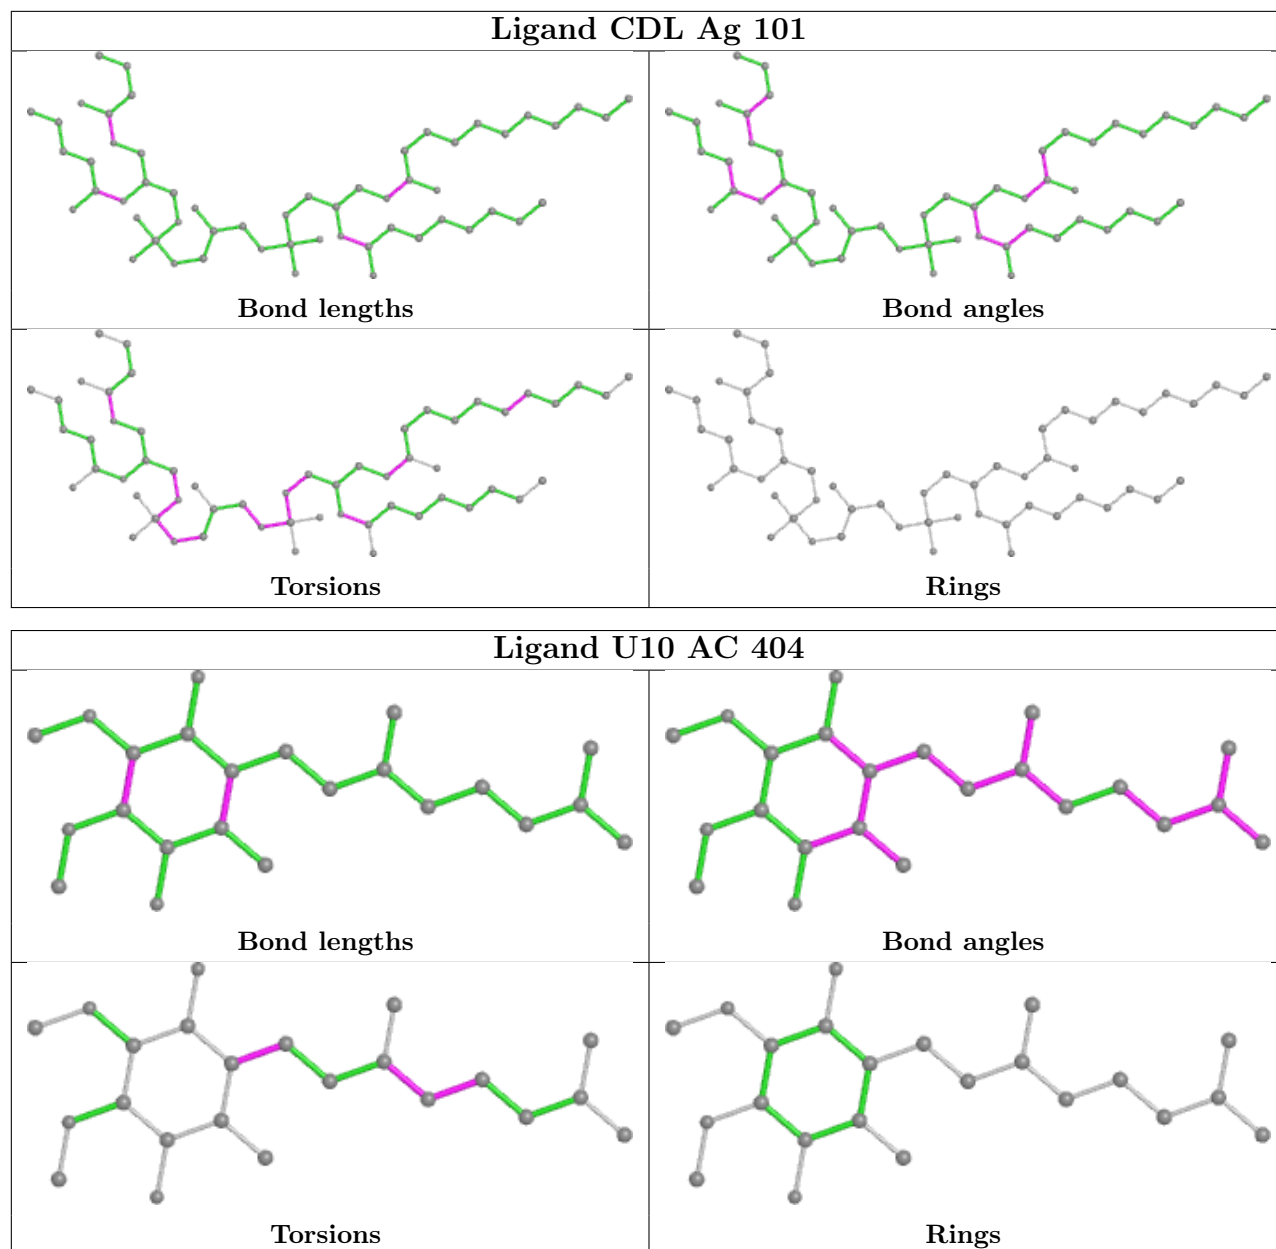 Ligand CDL Ag 101
Bond lengths
Bond angles
Torsions
Rings
Ligand U10 AC 404
Bond lengths
Bond angles
Torsions
Rings